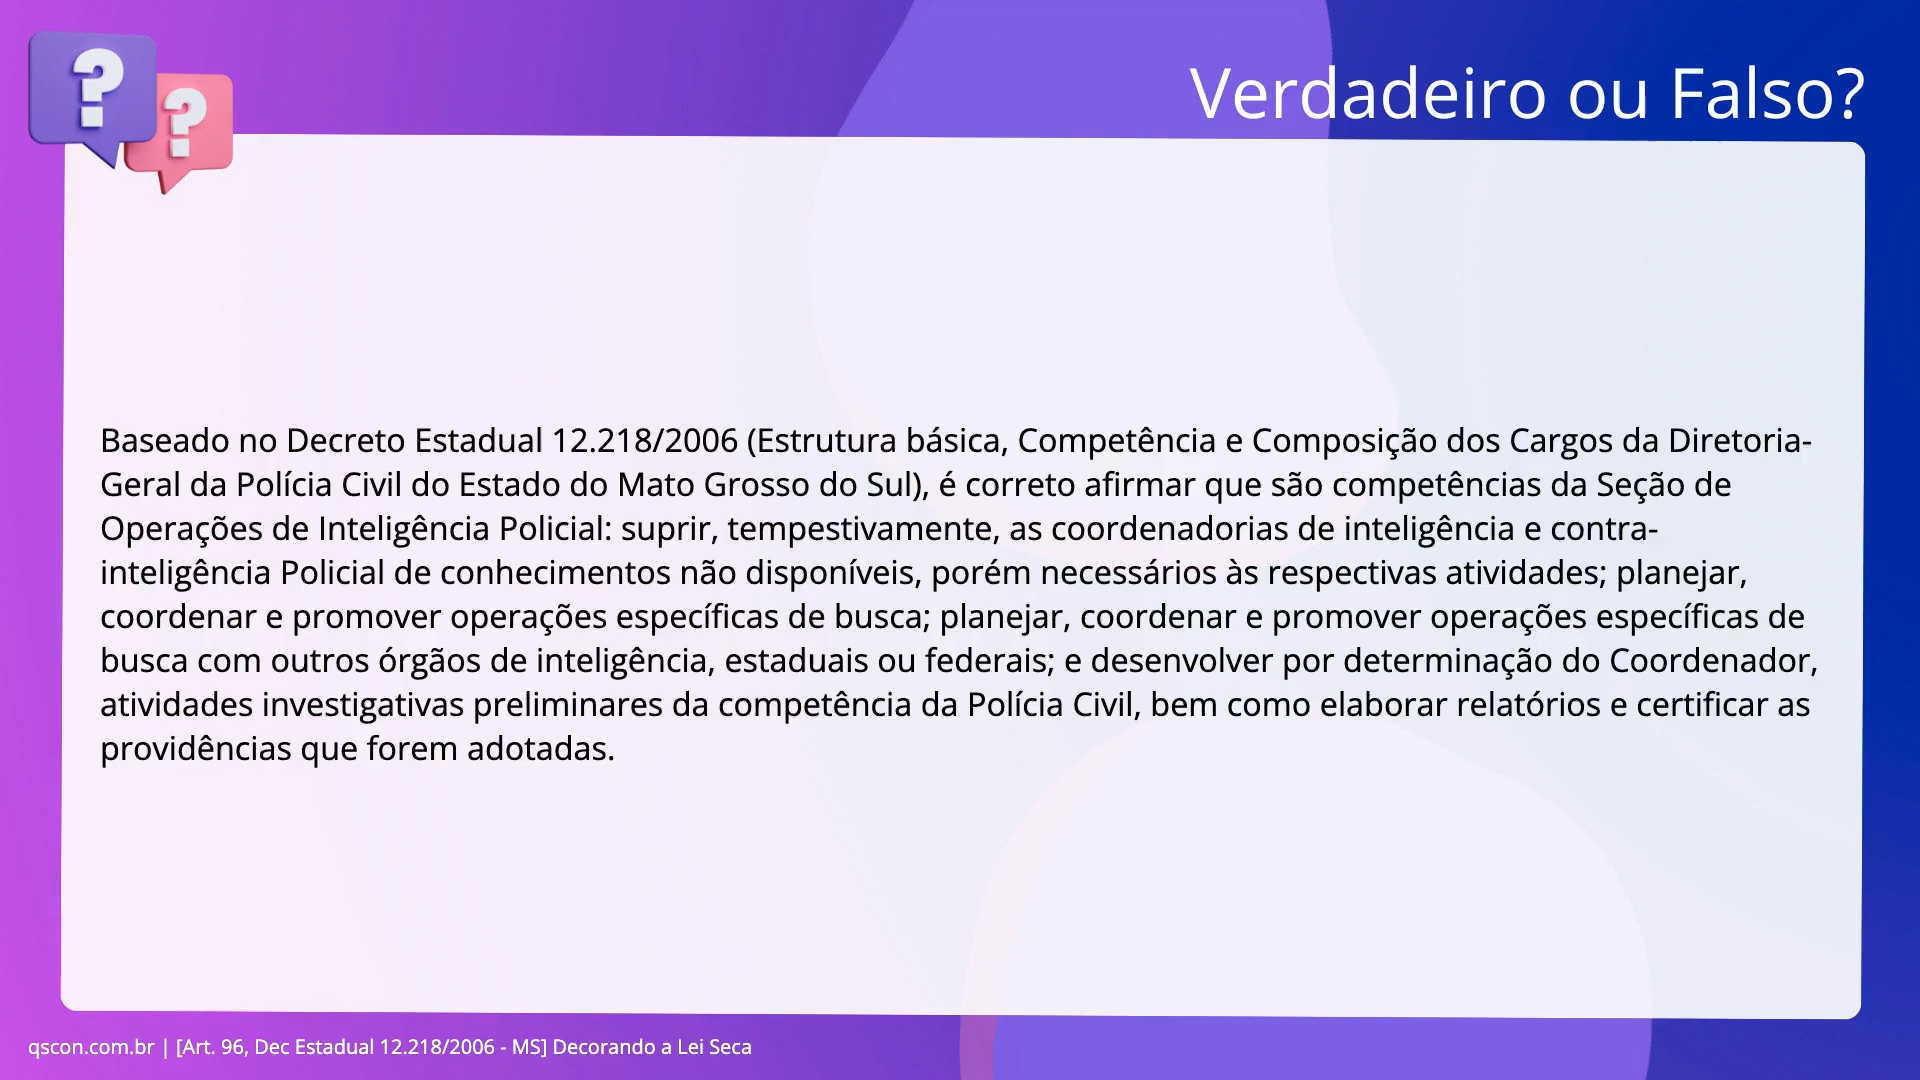 ? ?
Verdadeiro ou Falso?
Baseado no Decreto Estadual 12.218/2006 (Estrutura básica, Competência e Composição dos Cargos da Diretoria-
Geral da Polícia Civil do Estado do Mato Grosso do Sul), é correto afirmar que são competências da Seção de
Operações de Inteligência Policial: suprir, tempestivamente, as coordenadorias de inteligência e contra-
inteligência Policial de conhecimentos não disponíveis, porém necessários às respectivas atividades; planejar,
coordenar e promover operações específicas de busca; planejar, coordenar e promover operações específicas de
busca com outros órgãos de inteligência, estaduais ou federais; e desenvolver por determinação do Coordenador,
atividades investigativas preliminares da competência da Polícia Civil, bem como elaborar relatórios e certificar as
providências que forem adotadas.
qscon.com.br | [Art. 96, Dec Estadual 12.218/2006 - MS] Decorando a Lei Seca